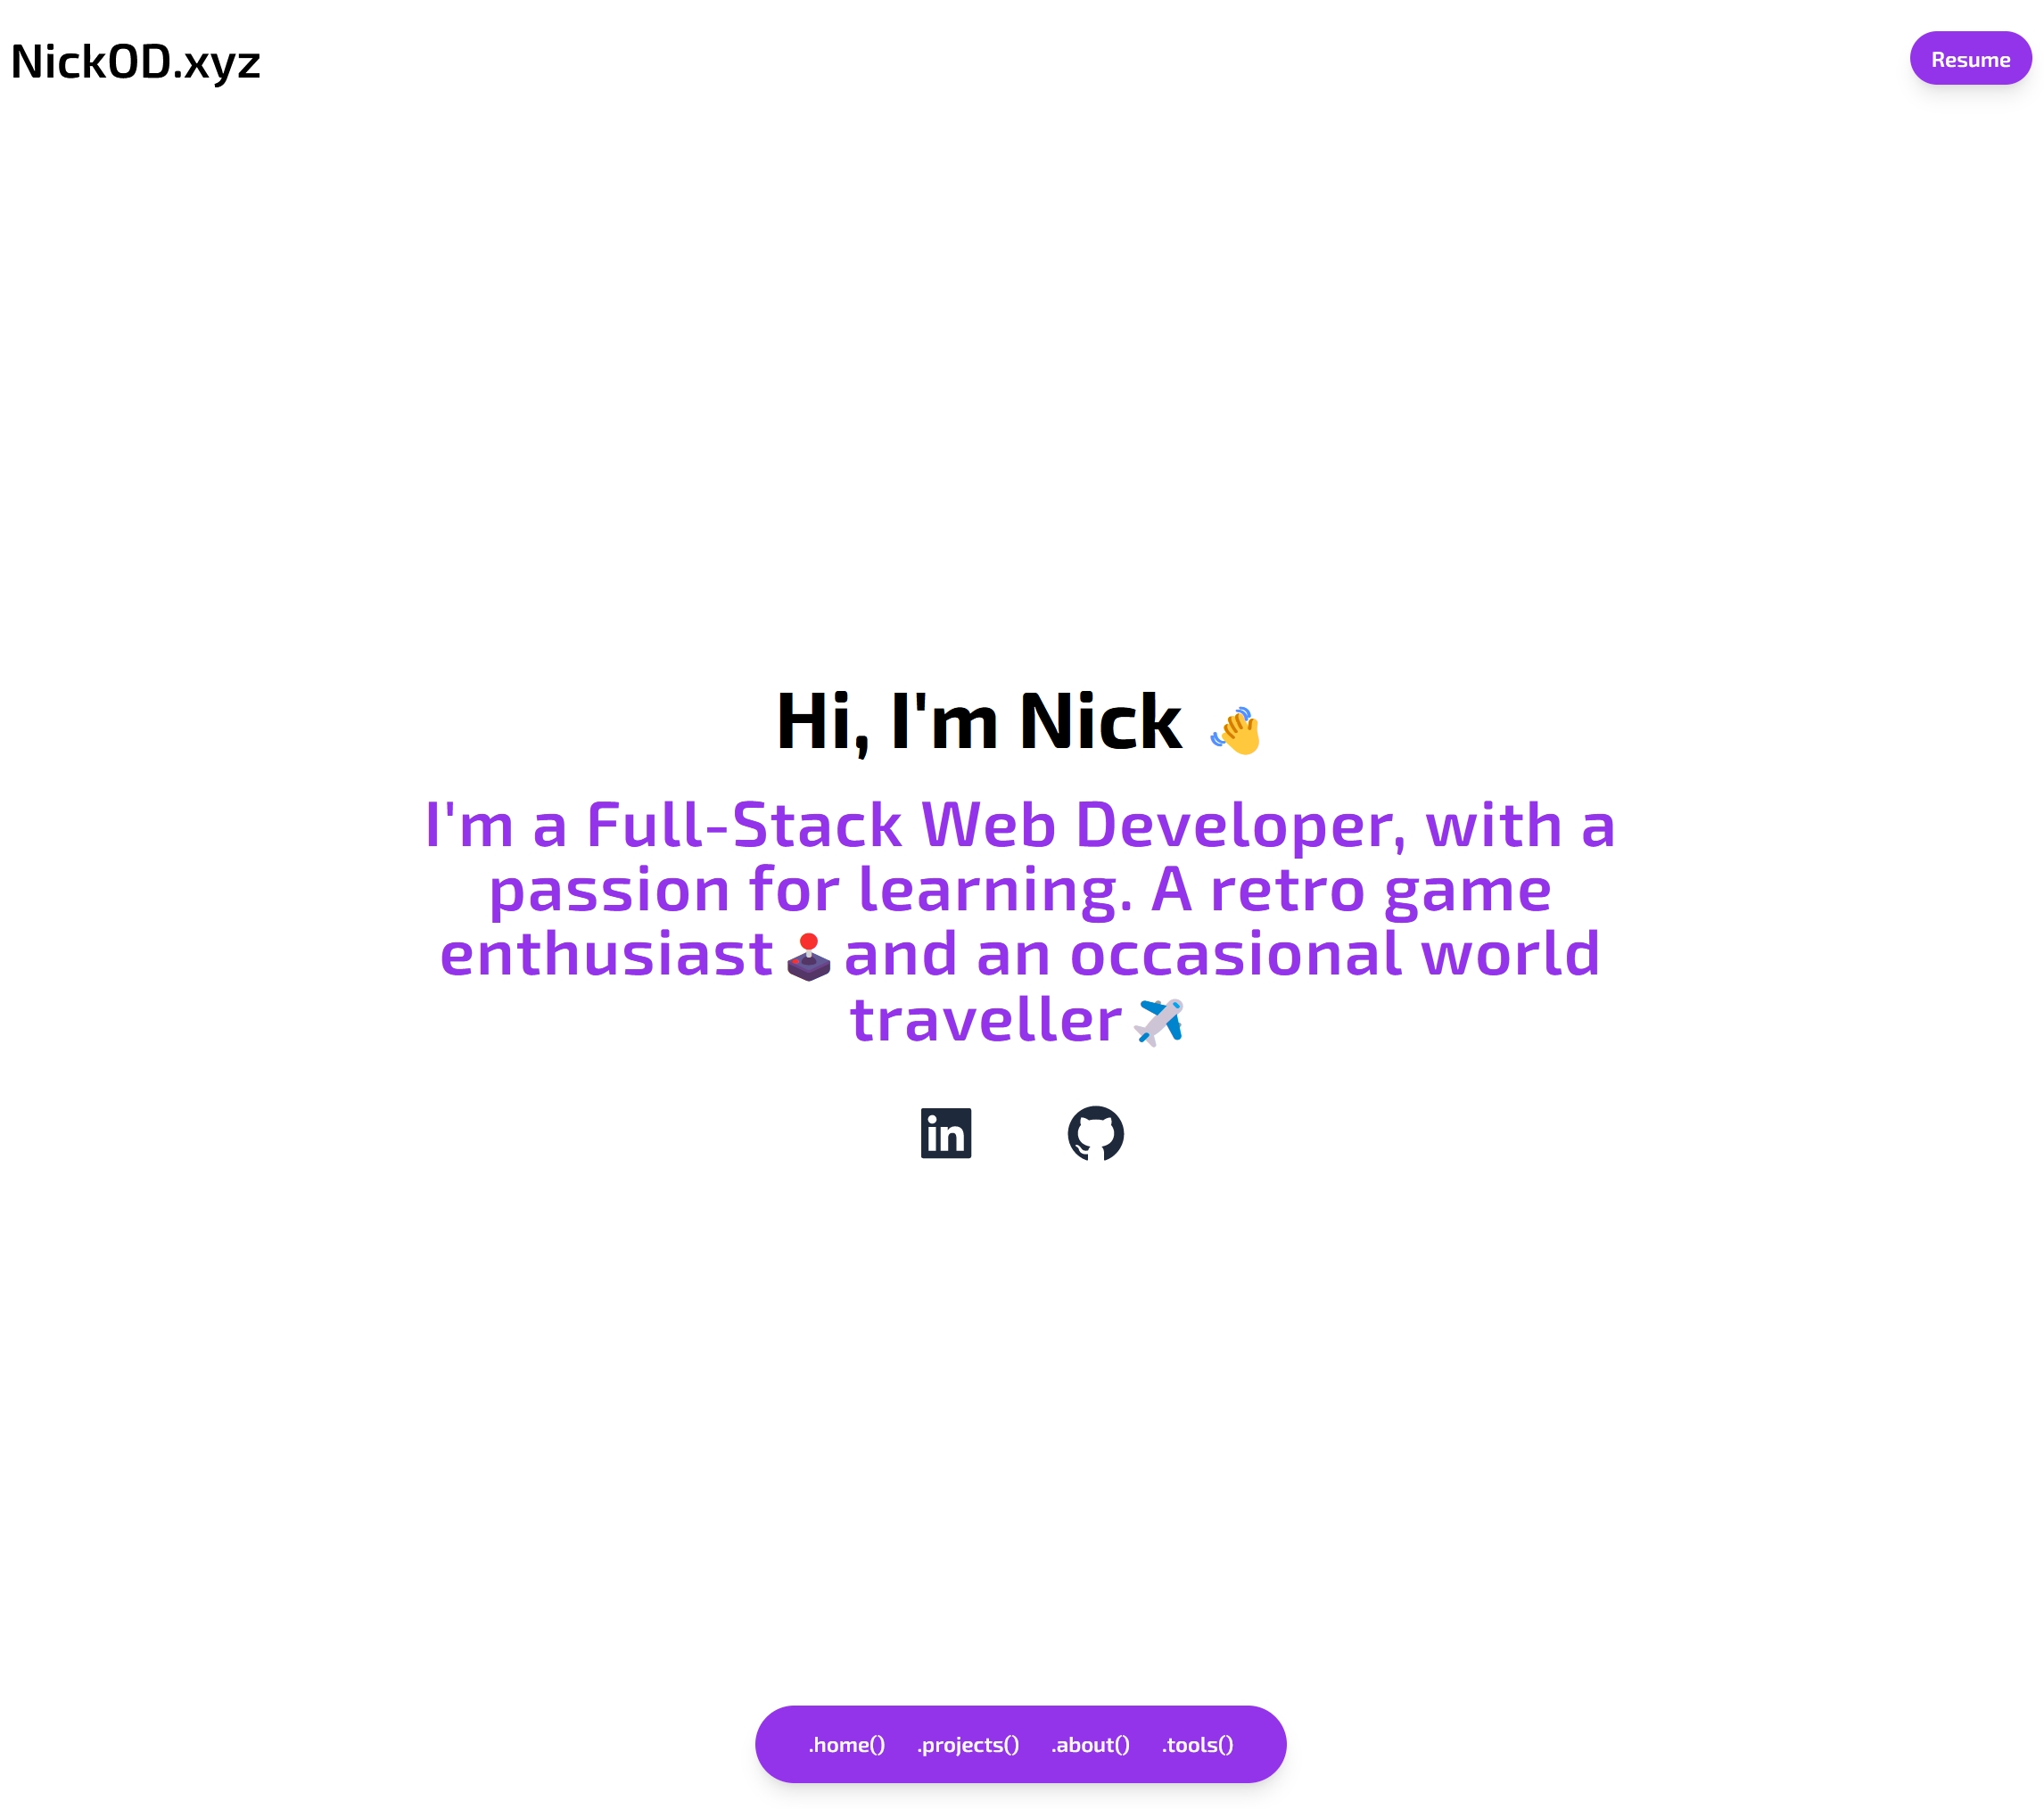 NickOD.xyz
Resume
Hi, I'm Nick 👋
I'm a Full-Stack Web Developer, with a
passion for learning. A retro game
enthusiast🕹️and an occasional world
traveller✈️
in
.home() .projects() .about() .tools()